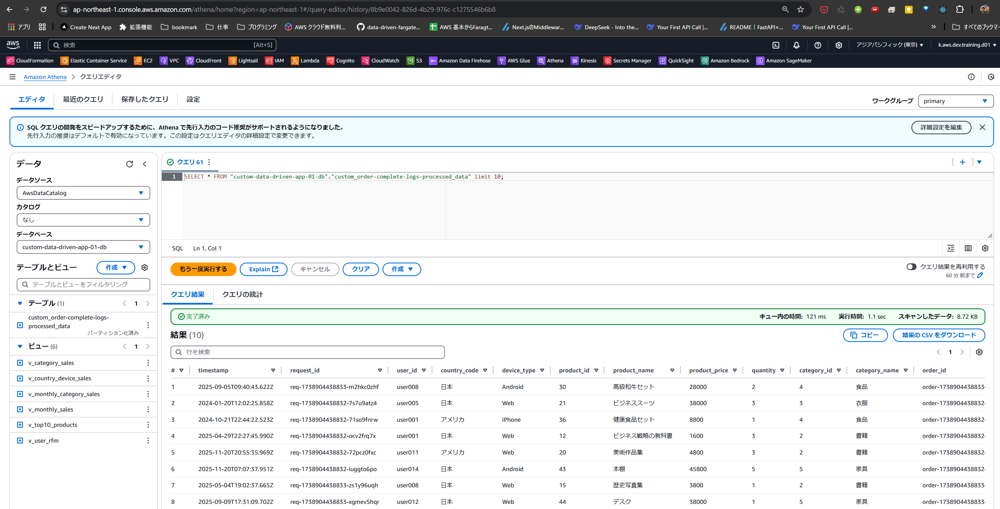 ap-northeast-1.console.aws.amazon.com/athena/home?region=ap-northeast-1#/query-editor/history/8b9e0042-826d-4b29-976c-c1275546b6b8
アプリ Create Next App 拡張機能 bookmark 仕事 プログラミング AWS クラウド無料利... data-driven-fargate... AWS 基本からFaragt... Next.jsのMiddlewar... DeepSeek - Into the... Your First API Call |... README | FastAPI×... Your First API Call |... » すべてのブックマー
aws 検索 [Alt+S] アジアパシフィック (東京) k.aws.dev.training.d01
CloudFormation Elastic Container Service EC2 VPC CloudFront Lightsail IAM Lambda Cognito CloudWatch S3 Amazon Data Firehose AWS Glue Athena Kinesis Secrets Manager QuickSight Amazon Bedrock Amazon SageMaker
Amazon Athena > クエリエディタ
エディタ 最近のクエリ 保存したクエリ 設定 ワークグループ primary
SQL クエリの開発をスピードアップするために、Athena で先行入力のコード推奨がサポートされるようになりました。
先行入力の推奨はデフォルトで有効になっています。この設定はクエリエディタの詳細設定で変更できます。
詳細設定を編集
データ
データソース
AwsDataCatalog
カタログ
なし
データベース
custom-data-driven-app-01-db
テーブルとビュー 作成
テーブルとビューをフィルタリング
テーブル (1) 1
custom_order-complete-logs-
processed_data
パーティション化済み
ビュー (6) 1
v_category_sales
v_country_device_sales
v_monthly_category_sales
v_monthly_sales
v_top10_products
v_user_rfm
クエリ 61
1 SELECT * FROM "custom-data-driven-app-01-db"."custom_order-complete-logs-processed_data" limit 10;
SQL Ln 1, Col 1
もう一度実行する Explain キャンセル クリア 作成 クエリ結果を再利用する
60 分 前まで
クエリ結果 クエリの統計
完了済み キュー内の時間: 121 ms 実行時間: 1.1 sec スキャンしたデータ: 8.72 KB
結果 (10) コピー 結果の CSV をダウンロード
行を検索 1
# timestamp request_id user_id country_code device_type product_id product_name product_price quantity category_id category_name order_id
1 2025-09-05T09:40:43.622Z req-1738904438833-m2hkc0zhf user008 日本 Android 30 高級和牛セット 28000 2 4 食品 order-1738904438833-
2 2024-01-20T12:02:25.858Z req-1738904438832-7s7u9atz4 user005 日本 Web 21 ビジネススーツ 38000 3 3 衣服 order-1738904438832-
3 2024-10-21T22:44:22.523Z req-1738904438832-71so9fnrw user001 アメリカ iPhone 36 健康食品セット 8800 1 4 食品 order-1738904438832-
4 2025-04-29T22:27:45.990Z req-1738904438832-ocv2frq7x user001 日本 Web 12 ビジネス戦略の教科書 1600 3 2 書籍 order-1738904438832-
5 2025-11-20T20:55:35.969Z req-1738904438832-72pcz0fxc user011 アメリカ Web 20 美術作品集 4800 3 2 書籍 order-1738904438832-
6 2025-11-20T07:07:37.951Z req-1738904438832-iuggto6po user014 日本 Android 43 本棚 45800 5 5 家具 order-1738904438832-
7 2025-05-04T19:02:37.665Z req-1738904438833-zs1y96uqh user008 日本 Web 15 歴史写真集 3800 1 2 書籍 order-1738904438833-
8 2025-09-09T17:31:09.702Z req-1738904438833-xgmev5hqr user012 日本 Web 44 デスク 38000 1 5 家具 order-1738904438833-